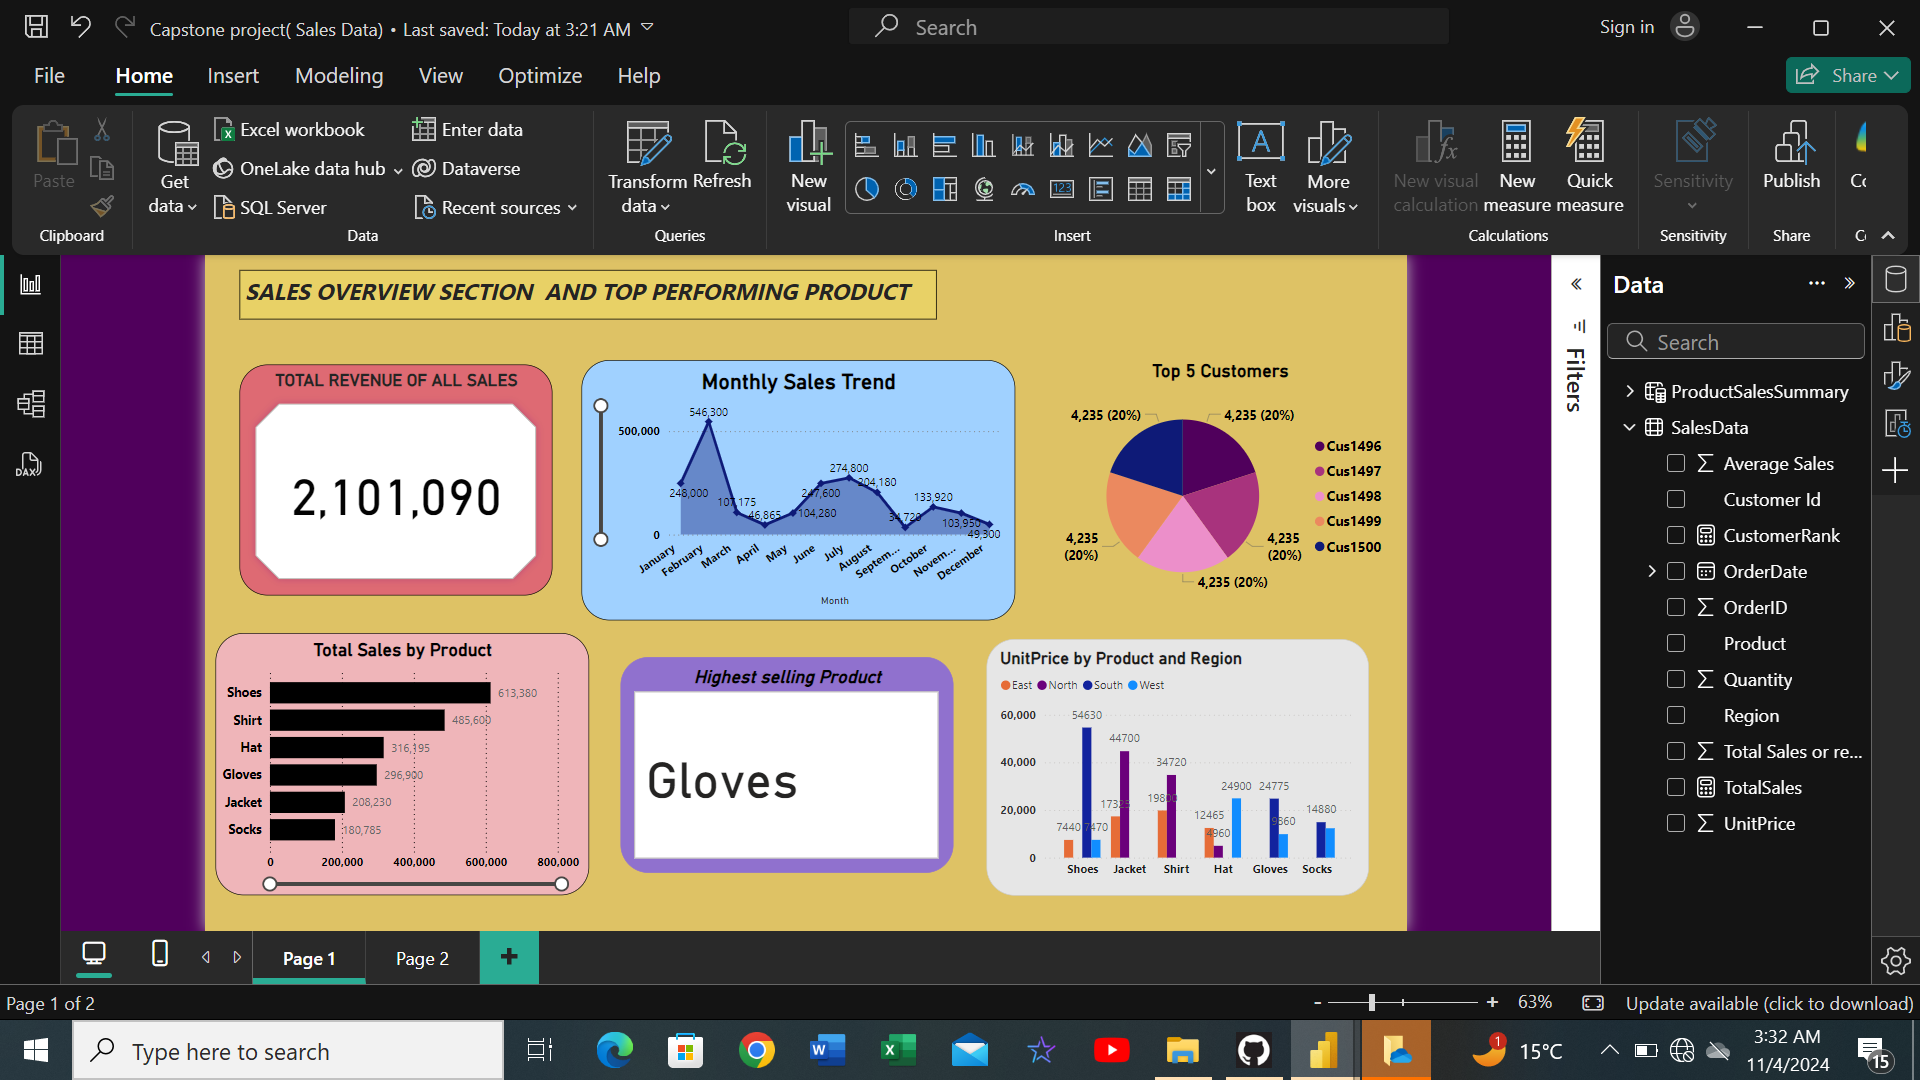 Capstone project( Sales Data) • Last saved: Today at 3:21 AM
Search
Sign in
File
Home
Insert
Modeling
View
Optimize
Help
Share
Paste
Clipboard
Get data
Excel workbook
OneLake data hub
SQL Server
Enter data
Dataverse
Recent sources
Data
Transform data
Refresh
Queries
New visual
123
A
Text box
More visuals
Insert
fx
New visual calculation
New measure
Quick measure
Calculations
Sensitivity
Sensitivity
Publish
Share
Cc
C
DAX
SALES OVERVIEW SECTION  AND TOP PERFORMING PRODUCT
TOTAL REVENUE OF ALL SALES
2,101,090
Monthly Sales Trend
500,000
0
248,000
546,300
107,175
46,865
104,280
247,600
274,800
204,180
34,720
133,920
103,950
49,300
January
February
March
April
May
June
July
August
Septem...
October
Novem...
December
Month
Top 5 Customers
4,235 (20%)
4,235 (20%)
4,235 (20%)
4,235 (20%)
4,235 (20%)
Cus1496
Cus1497
Cus1498
Cus1499
Cus1500
Total Sales by Product
Shoes 613,380
Shirt 485,600
Hat 316,195
Gloves 296,900
Jacket 208,230
Socks 180,785
0 200,000 400,000 600,000 800,000
Highest selling Product
Gloves
UnitPrice by Product and Region
East North South West
60,000
40,000
20,000
0
7440
54630
7470
44700
19800
34720
12465
4960
24900
24775
9860
14880
Shoes Jacket Shirt Hat Gloves Socks
Filters
Data
Search
ProductSalesSummary
SalesData
Average Sales
Customer Id
CustomerRank
OrderDate
OrderID
Product
Quantity
Region
Total Sales or re...
TotalSales
UnitPrice
Page 1
Page 2
Page 1 of 2
63%
Update available (click to download)
Type here to search
1
15°C
3:32 AM
11/4/2024
15